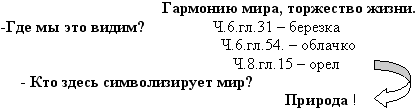 Гармонию мира, торжество жизни.
-Где мы это видим? Ч.6.гл.31 – березка
Ч.6.гл.54. – облачко
Ч.8.гл.15 – орел
- Кто здесь символизирует мир?
Природа !